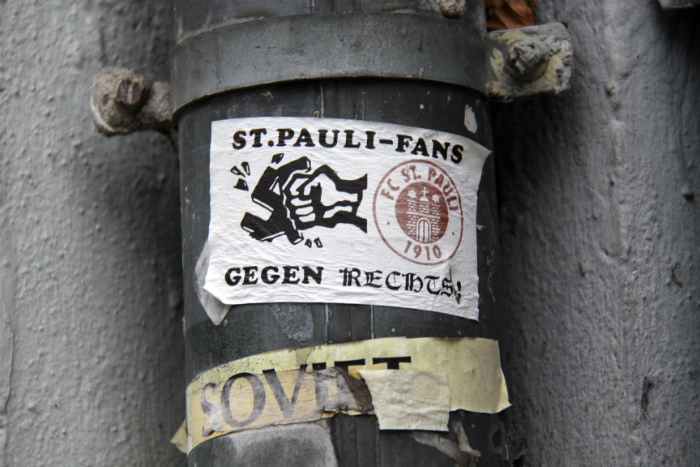 ST.PAULI-FANS
FC ST. PAULI
1910
GEGEN RECHTS!
SOVIET